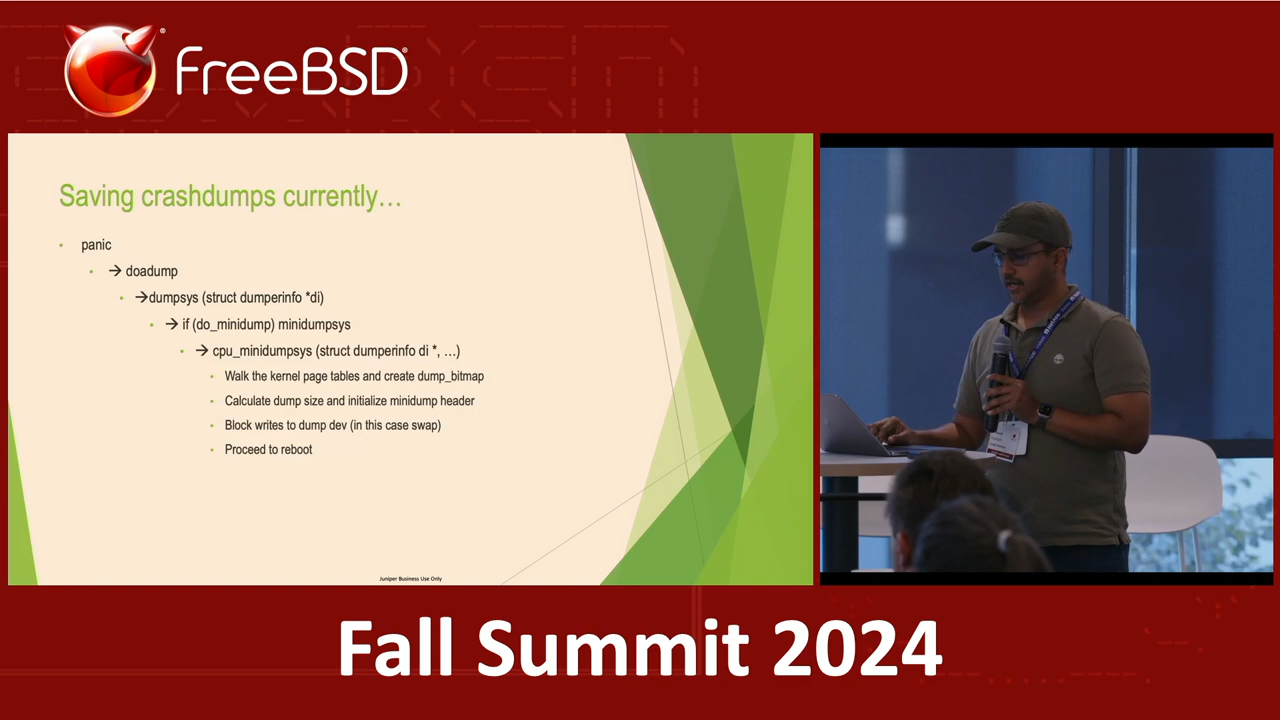 FreeBSD®
Saving crashdumps currently…
• panic
• → doadump
• →dumpsys (struct dumperinfo *di)
• → if (do_minidump) minidumpsys
• → cpu_minidumpsys (struct dumperinfo di *, …)
• Walk the kernel page tables and create dump_bitmap
• Calculate dump size and initialize minidump header
• Block writes to dump dev (in this case swap)
• Proceed to reboot
Juniper Business Use Only
Fall Summit 2024